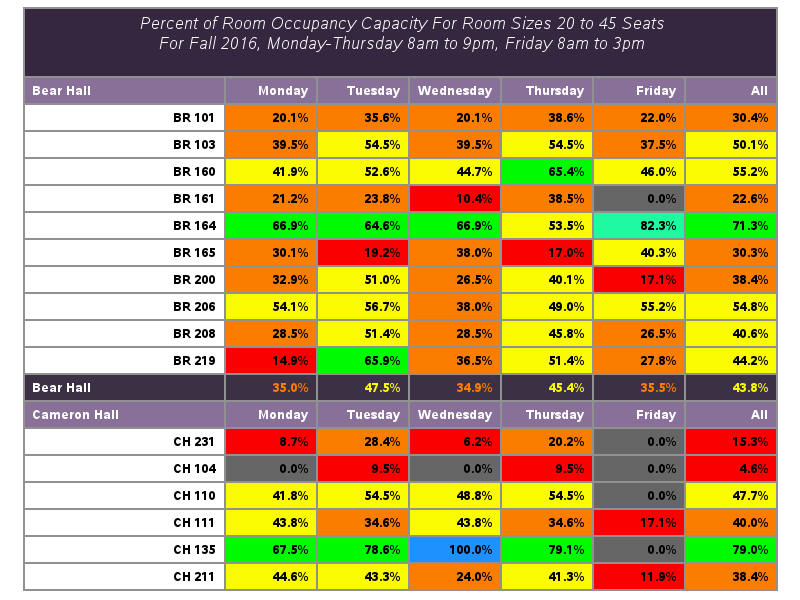 Percent of Room Occupancy Capacity For Room Sizes 20 to 45 Seats
For Fall 2016, Monday-Thursday 8am to 9pm, Friday 8am to 3pm
Bear Hall Monday Tuesday Wednesday Thursday Friday All
BR 101 20.1% 35.6% 20.1% 38.6% 22.0% 30.4%
BR 103 39.5% 54.5% 39.5% 54.5% 37.5% 50.1%
BR 160 41.9% 52.6% 44.7% 65.4% 46.0% 55.2%
BR 161 21.2% 23.8% 10.4% 38.5% 0.0% 22.6%
BR 164 66.9% 64.6% 66.9% 53.5% 82.3% 71.3%
BR 165 30.1% 19.2% 38.0% 17.0% 40.3% 30.3%
BR 200 32.9% 51.0% 26.5% 40.1% 17.1% 38.4%
BR 206 54.1% 56.7% 38.0% 49.0% 55.2% 54.8%
BR 208 28.5% 51.4% 28.5% 45.8% 26.5% 40.6%
BR 219 14.9% 65.9% 36.5% 51.4% 27.8% 44.2%
Bear Hall 35.0% 47.5% 34.9% 45.4% 35.5% 43.8%
Cameron Hall Monday Tuesday Wednesday Thursday Friday All
CH 231 8.7% 28.4% 6.2% 20.2% 0.0% 15.3%
CH 104 0.0% 9.5% 0.0% 9.5% 0.0% 4.6%
CH 110 41.8% 54.5% 48.8% 54.5% 0.0% 47.7%
CH 111 43.8% 34.6% 43.8% 34.6% 17.1% 40.0%
CH 135 67.5% 78.6% 100.0% 79.1% 0.0% 79.0%
CH 211 44.6% 43.3% 24.0% 41.3% 11.9% 38.4%